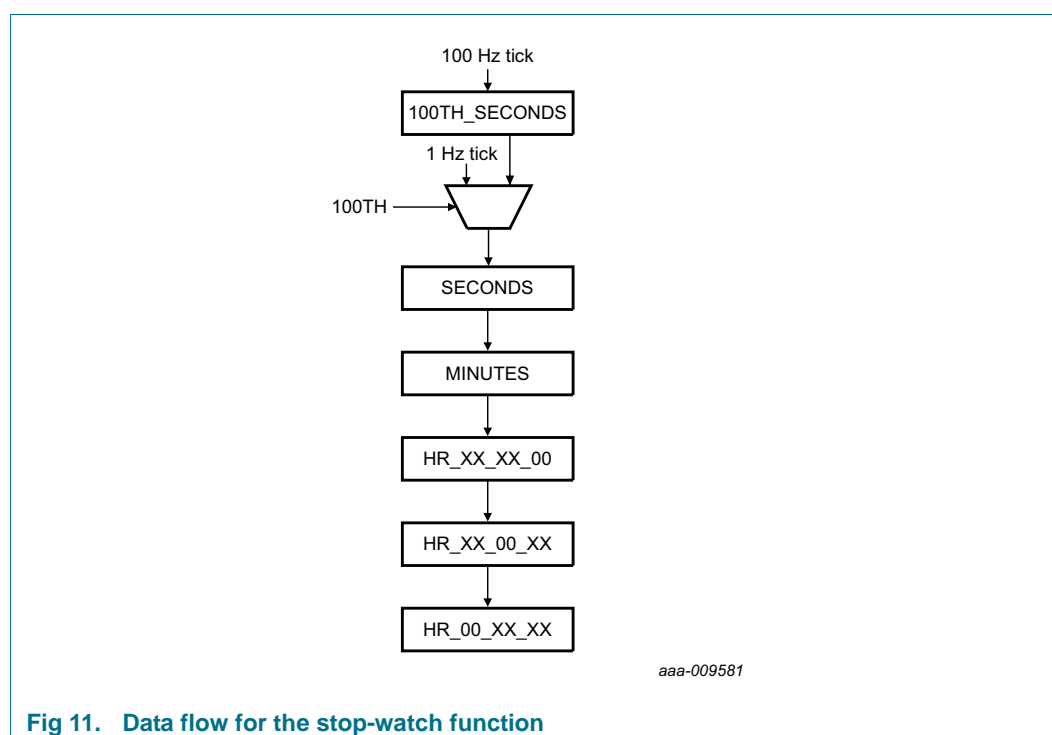 100 Hz tick
100TH_SECONDS
1 Hz tick
100TH
SECONDS
MINUTES
HR_XX_XX_00
HR_XX_00_XX
HR_00_XX_XX
aaa-009581
Fig 11. Data flow for the stop-watch function